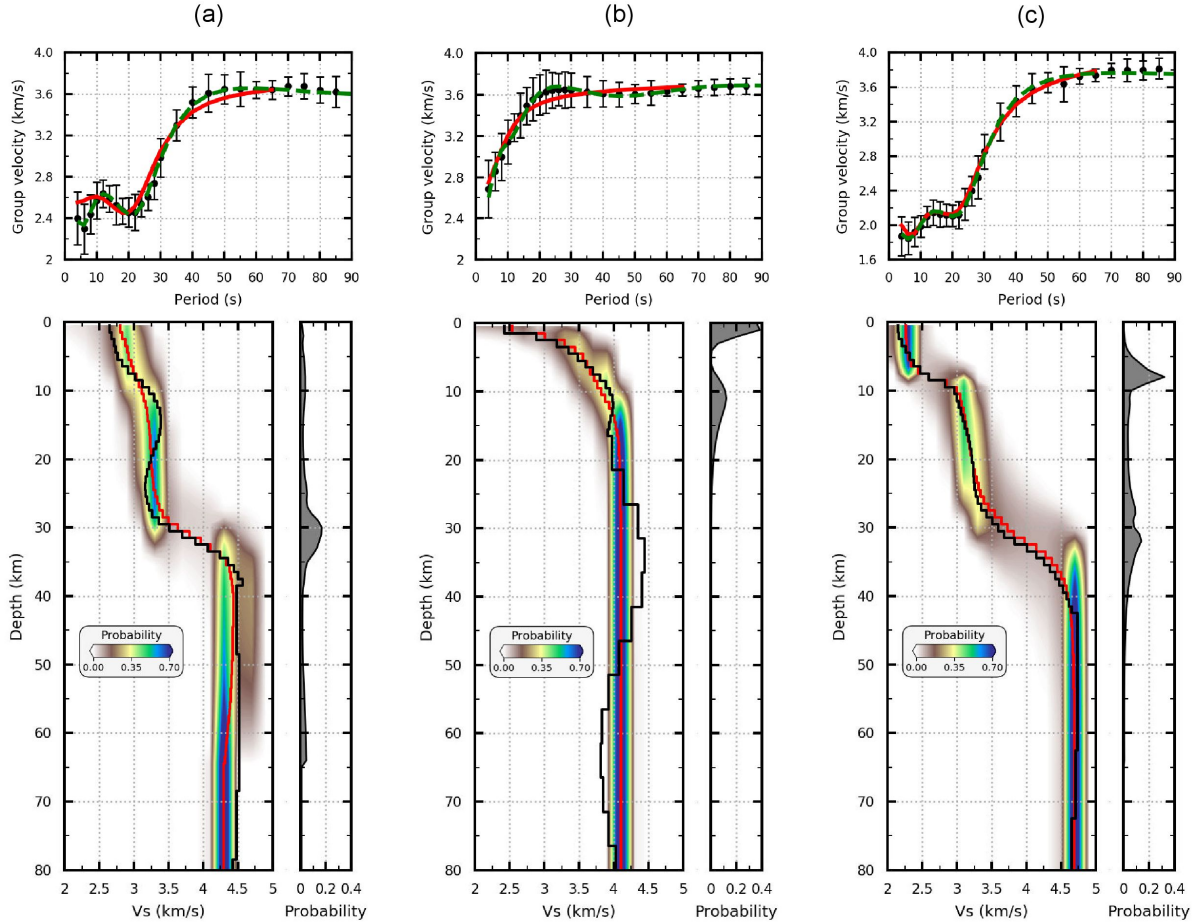 (a) (b) (c)
4.0 4.0 4.0
3.6 3.6 3.6
3.2 3.2 3.2
2.8 2.8 2.8
2.4 2.4 2.4
2.0
2 2 1.6
Group velocity (km/s) Group velocity (km/s) Group velocity (km/s)
0 10 20 30 40 50 60 70 80 90 0 10 20 30 40 50 60 70 80 90 0 10 20 30 40 50 60 70 80 90
Period (s) Period (s) Period (s)
0 0 0
10 10 10
20 20 20
30 30 30
40 40 40
50 50 50
60 60 60
70 70 70
80 80 80
Depth (km) Depth (km) Depth (km)
Probability Probability Probability
0.00 0.35 0.70 0.00 0.35 0.70 0.00 0.35 0.70
2 2.5 3 3.5 4 4.5 5 0 0.2 0.4 2 2.5 3 3.5 4 4.5 5 0 0.2 0.4 2 2.5 3 3.5 4 4.5 5 0 0.2 0.4
Vs (km/s) Probability Vs (km/s) Probability Vs (km/s) Probability